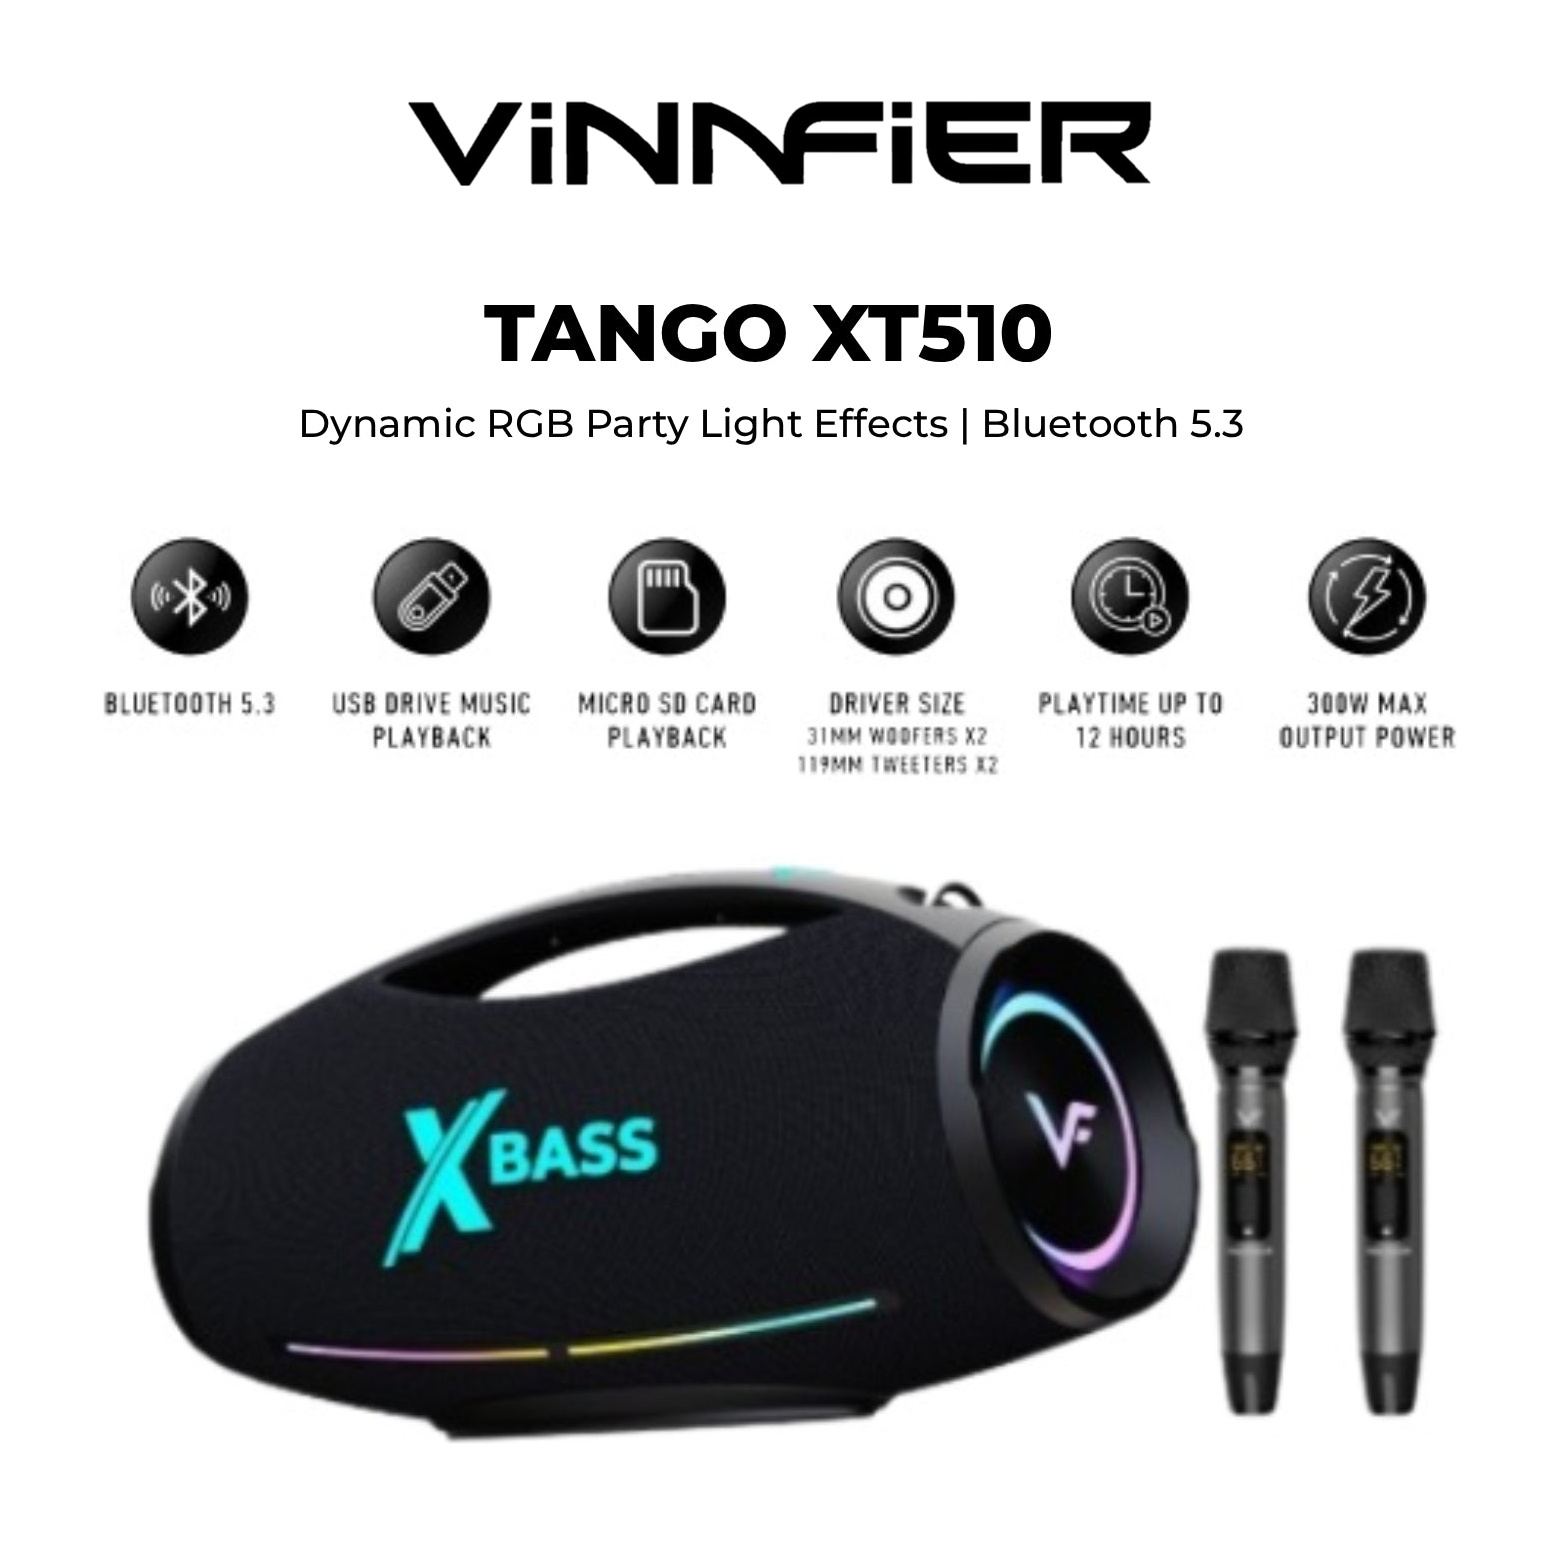 VINNFIER
TANGO XT510
Dynamic RGB Party Light Effects | Bluetooth 5.3
BLUETOOTH 5.3
USB DRIVE MUSIC
PLAYBACK
MICRO SD CARD
PLAYBACK
DRIVER SIZE
31MM WOOFERS X2
119MM TWEETERS X2
PLAYTIME UP TO
12 HOURS
300W MAX
OUTPUT POWER
X BASS
VF